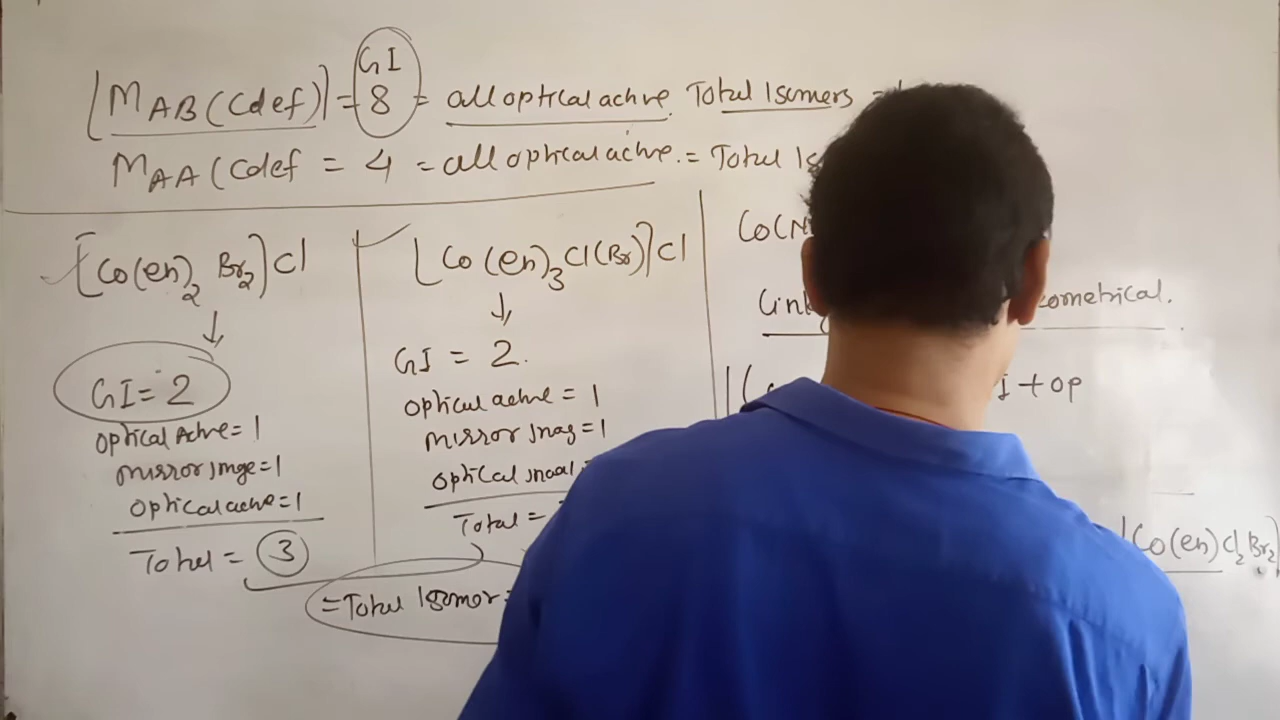 GI
[MAB(Cdef)] = 8 = all optical active Total Isomers =
MAA(Cdef = 4 = all optical active. = Total Is
[Co(en)2 Br2]Cl
GI = 2
optical Active = 1
mirror Imge = 1
optical active = 1
Total = 3
[Co(en)3Cl(Br)]Cl
GI = 2.
optical active = 1
mirror Imag = 1
optical
Total =
= Total Isomer =
Co(N
Link ometrical.
I + op
[Co(en)Cl2Br2]